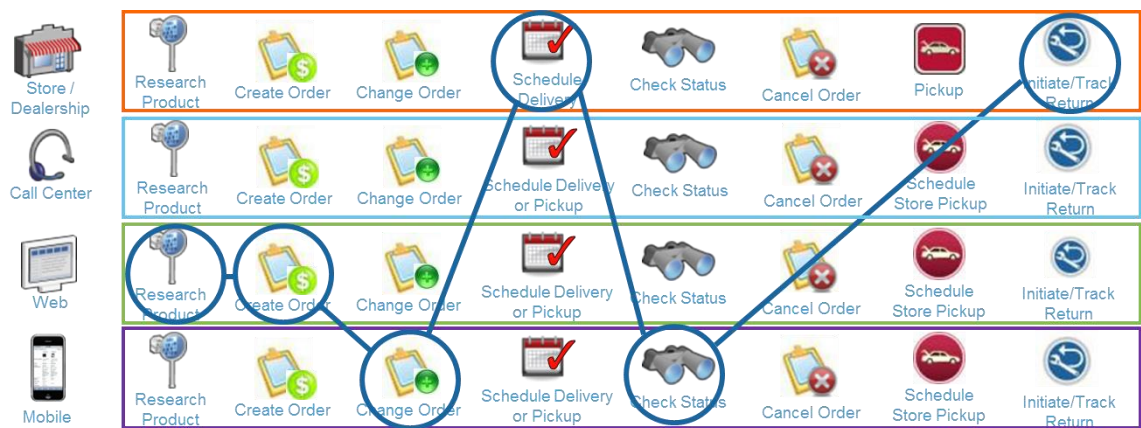 Store /
Dealership
Research
Product
Create Order
Change Order
Schedule
Delivery
Check Status
Cancel Order
Pickup
Initiate/Track
Return
Call Center
Research
Product
Create Order
Change Order
Schedule Delivery
or Pickup
Check Status
Cancel Order
Schedule
Store Pickup
Initiate/Track
Return
Web
Research
Product
Create Order
Change Order
Schedule Delivery
or Pickup
Check Status
Cancel Order
Schedule
Store Pickup
Initiate/Track
Return
Mobile
Research
Product
Create Order
Change Order
Schedule Delivery
or Pickup
Check Status
Cancel Order
Schedule
Store Pickup
Initiate/Track
Return